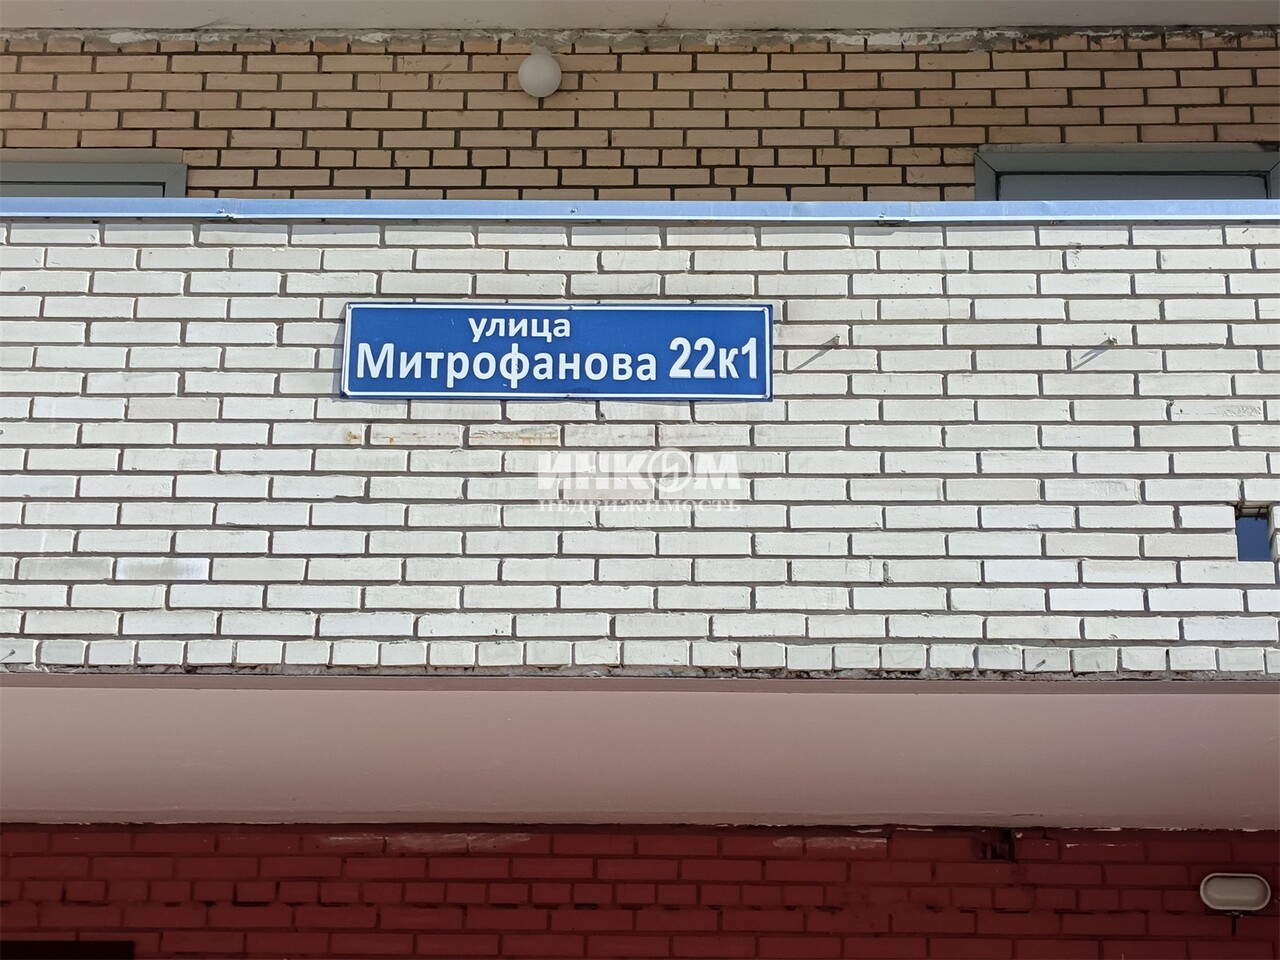 улица
Митрофанова 22к1
ИНКОМ
НЕДВИЖИМОСТЬ